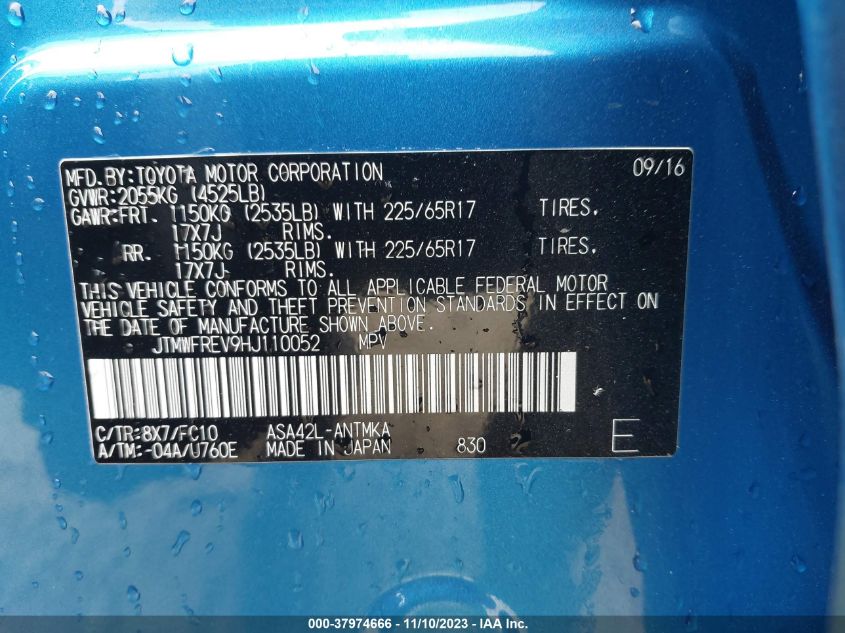 MFD.BY:TOYOTA MOTOR CORPORATION 09/16
GVWR:2055KG (4525LB)
GAWR:FRT. 1150KG (2535LB) WITH 225/65R17 TIRES,
17X7J RIMS.
RR. 1150KG (2535LB) WITH 225/65R17 TIRES,
17X7J RIMS.
THIS VEHICLE CONFORMS TO ALL APPLICABLE FEDERAL MOTOR
VEHICLE SAFETY AND THEFT PREVENTION STANDARDS IN EFFECT ON
THE DATE OF MANUFACTURE SHOWN ABOVE.
JTMWFREV9HJ110052 MPV
C/TR:8X7/FC10 ASA42L-ANTMKA
A/TM:-04A/U760E MADE IN JAPAN 830 E
000-37974666 - 11/10/2023 - IAA Inc.